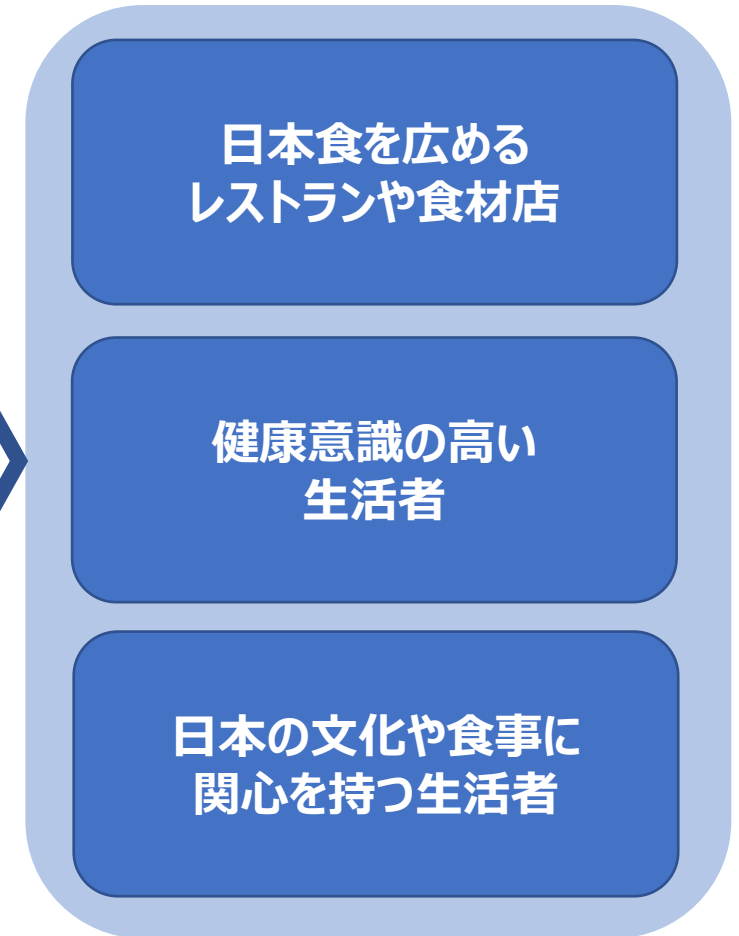 日本食を広める
レストランや食材店
健康意識の高い
生活者
日本の文化や食事に
関心を持つ生活者